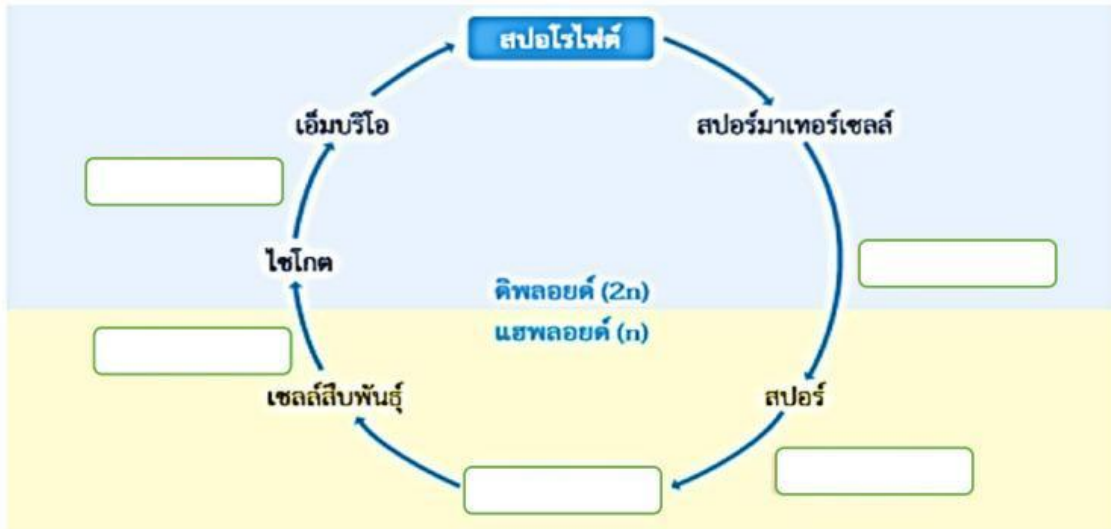 สปอโรไฟต์
เอ็มบริโอ
สปอร์มาเทอร์เซลล์
ไซโกต
ดิพลอยด์ (2n)
แฮพลอยด์ (n)
เซลล์สืบพันธุ์
สปอร์